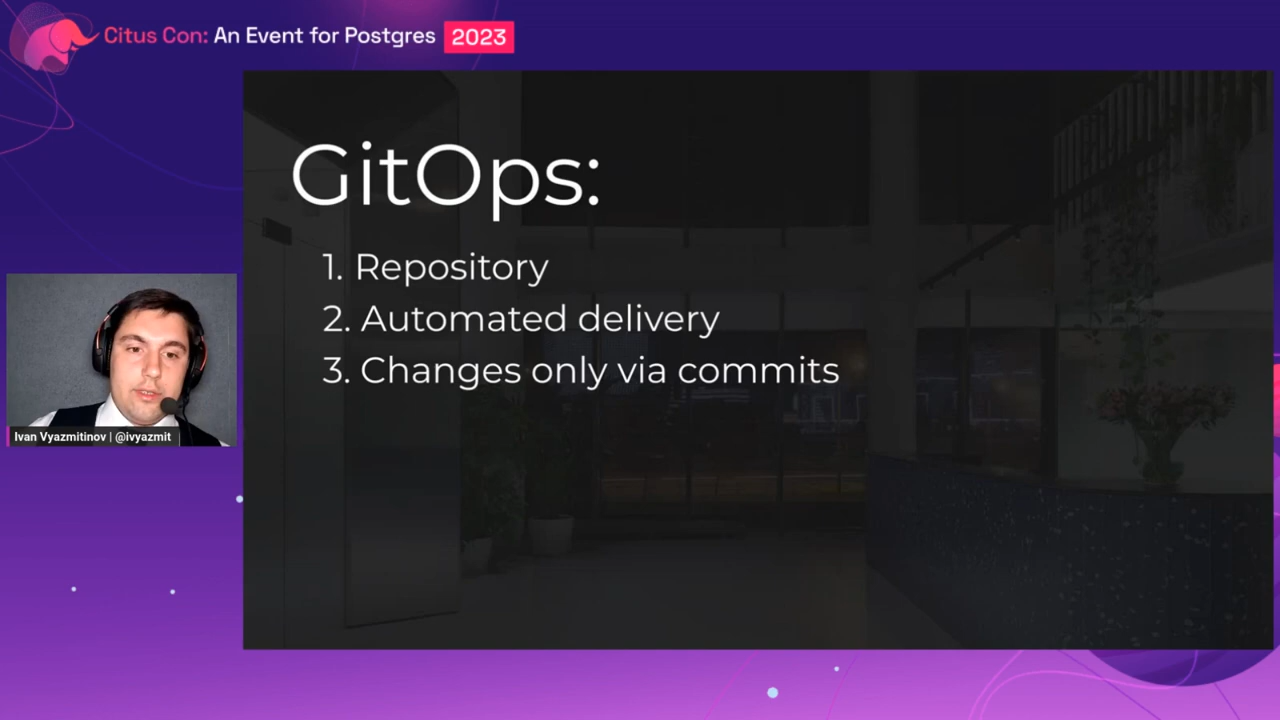 Citus Con: An Event for Postgres 2023
GitOps:
1. Repository
2. Automated delivery
3. Changes only via commits
Ivan Vyazmitinov | @ivyazmit